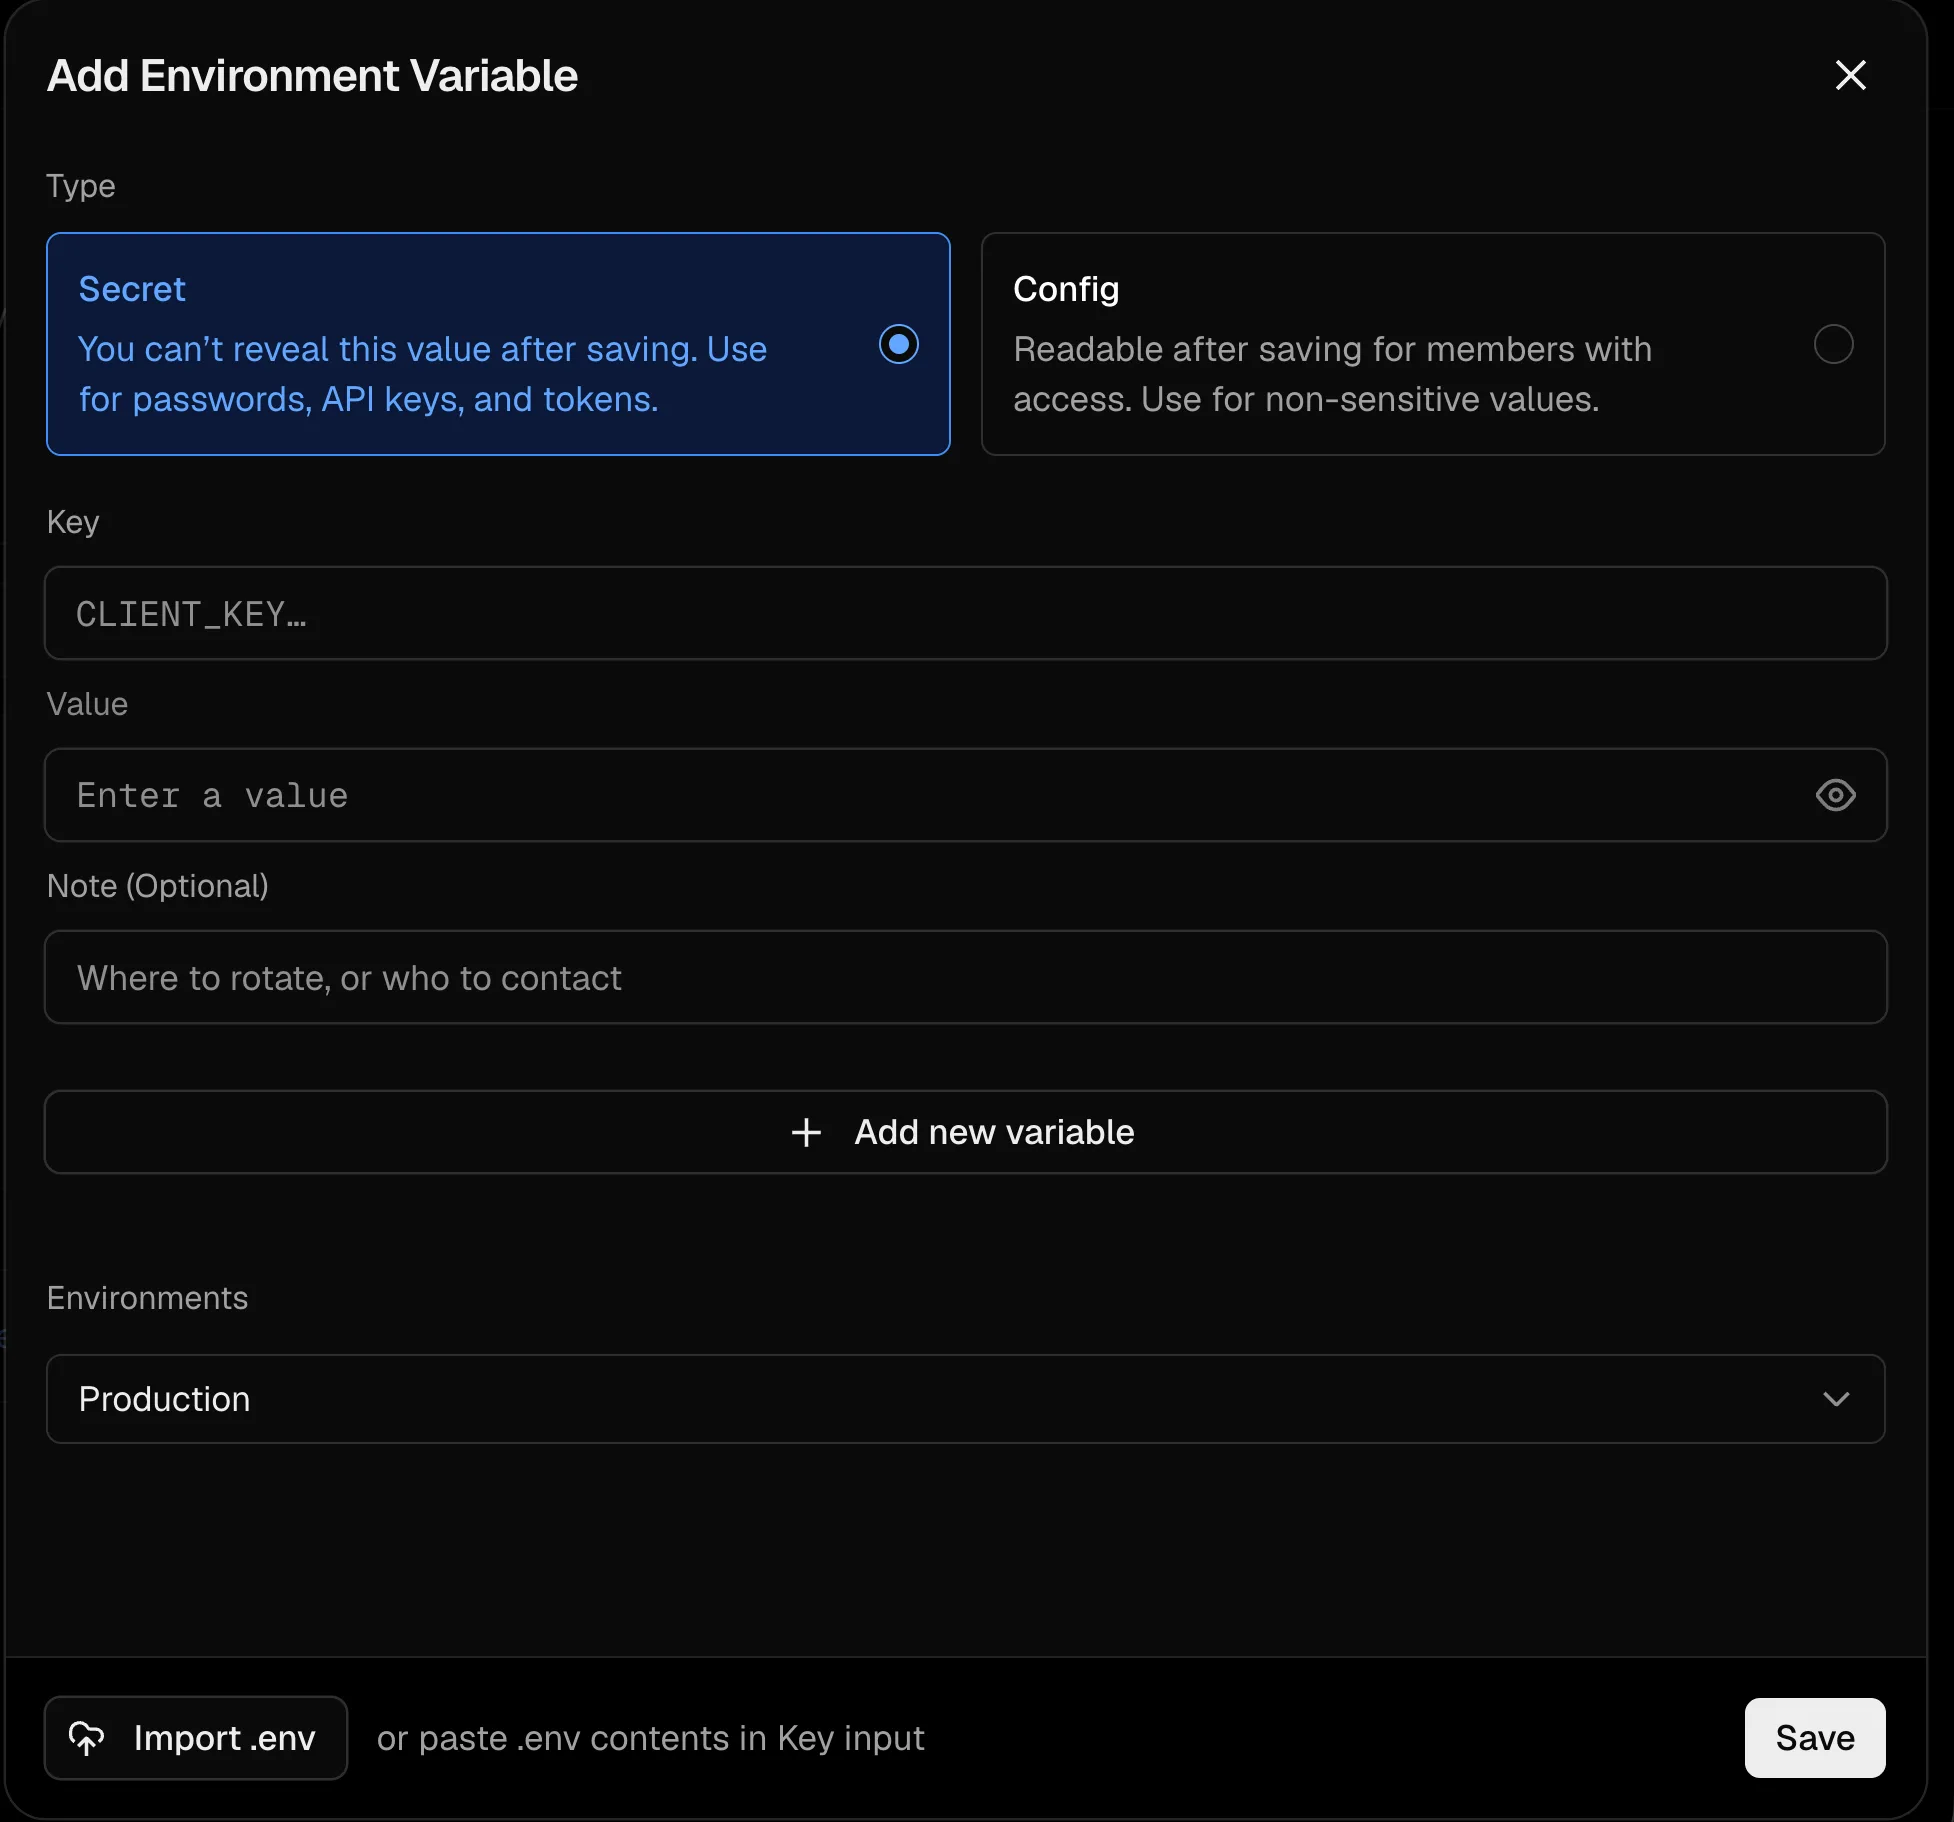 Add Environment Variable
Type
Secret
You can’t reveal this value after saving. Use
for passwords, API keys, and tokens.
Config
Readable after saving for members with
access. Use for non-sensitive values.
Key
CLIENT_KEY…
Value
Enter a value
Note (Optional)
Where to rotate, or who to contact
Add new variable
Environments
Production
Import .env
or paste .env contents in Key input
Save